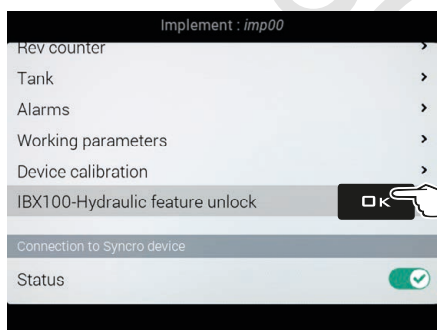 Implement : imp00
Rev counter
Tank
Alarms
Working parameters
Device calibration
IBX100-Hydraulic feature unlock OK
Connection to Syncro device
Status